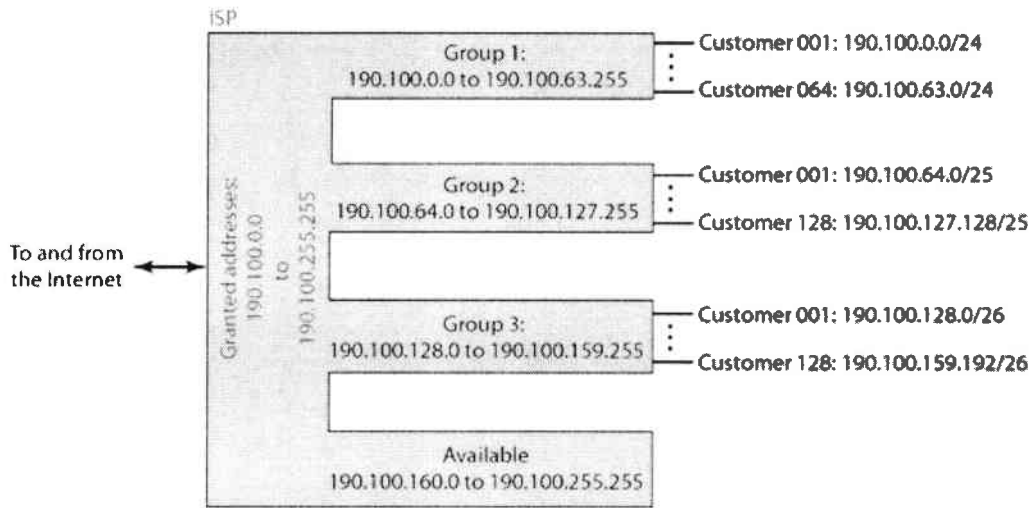 ISP
Group 1:
190.100.0.0 to 190.100.63.255
Customer 001: 190.100.0.0/24
Customer 064: 190.100.63.0/24
Group 2:
190.100.64.0 to 190.100.127.255
Customer 001: 190.100.64.0/25
Customer 128: 190.100.127.128/25
To and from
the Internet
Granted addresses:
190.100.0.0
to
190.100.255.255
Group 3:
190.100.128.0 to 190.100.159.255
Customer 001: 190.100.128.0/26
Customer 128: 190.100.159.192/26
Available
190.100.160.0 to 190.100.255.255